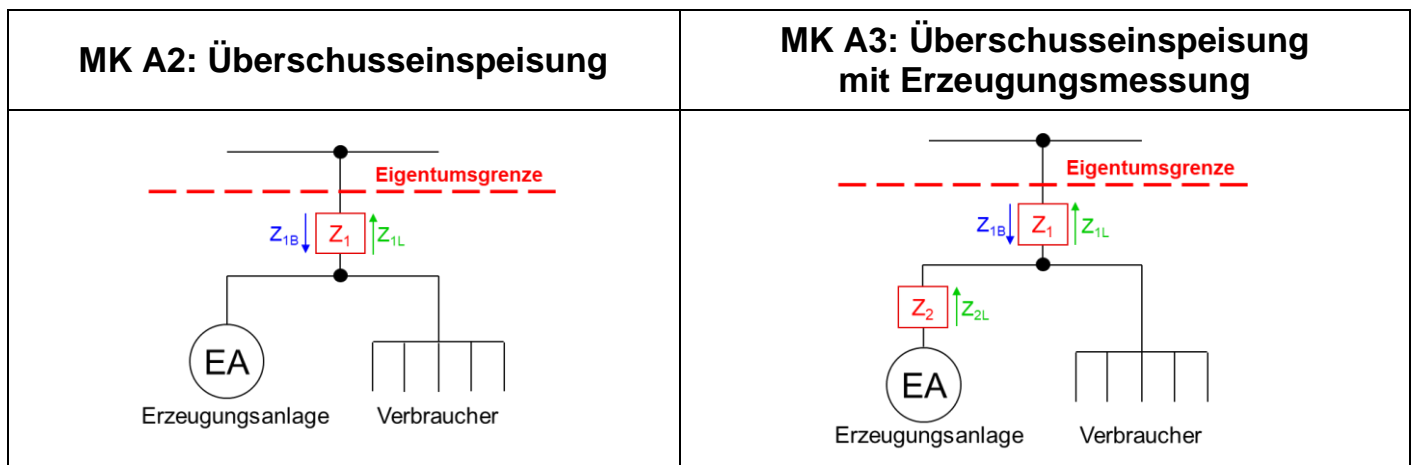 MK A2: Überschusseinspeisung
MK A3: Überschusseinspeisung
mit Erzeugungsmessung
Eigentumsgrenze
Z1B
Z1
Z1L
EA
Erzeugungsanlage
Verbraucher
Eigentumsgrenze
Z1B
Z1
Z1L
Z2
Z2L
EA
Erzeugungsanlage
Verbraucher